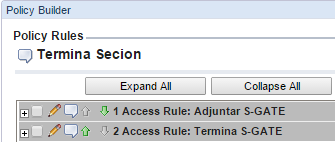 Policy Builder
Policy Rules
Termina Secion
Expand All Collapse All
1 Access Rule: Adjuntar S-GATE
2 Access Rule: Termina S-GATE